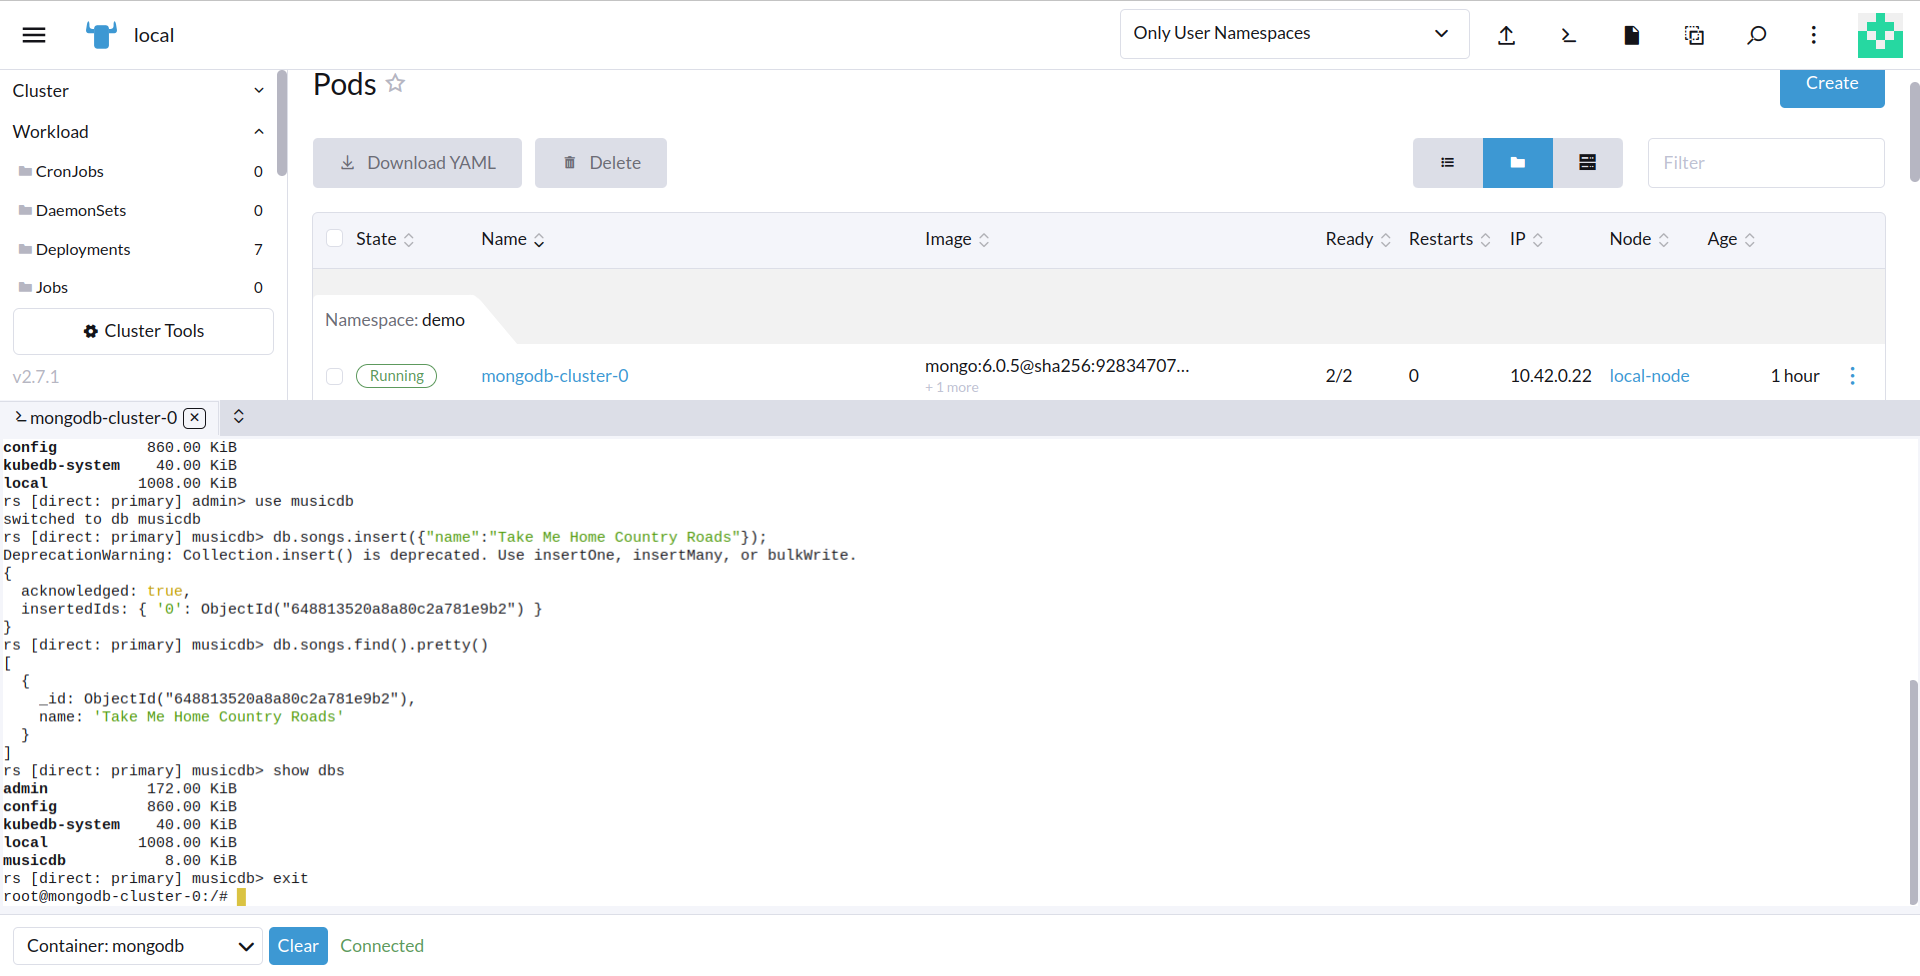 local
Only User Namespaces
Cluster
Workload
CronJobs 0
DaemonSets 0
Deployments 7
Jobs 0
Cluster Tools
v2.7.1
Pods
Create
Download YAML
Delete
Filter
State Name Image Ready Restarts IP Node Age
Namespace: demo
Running mongodb-cluster-0 mongo:6.0.5@sha256:92834707... 2/2 0 10.42.0.22 local-node 1 hour
+ 1 more
mongodb-cluster-0
config          860.00 KiB
kubedb-system    40.00 KiB
local          1008.00 KiB
rs [direct: primary] admin> use musicdb
switched to db musicdb
rs [direct: primary] musicdb> db.songs.insert({"name":"Take Me Home Country Roads"});
DeprecationWarning: Collection.insert() is deprecated. Use insertOne, insertMany, or bulkWrite.
{
  acknowledged: true,
  insertedIds: { '0': ObjectId("648813520a8a80c2a781e9b2") }
}
rs [direct: primary] musicdb> db.songs.find().pretty()
[
  {
    _id: ObjectId("648813520a8a80c2a781e9b2"),
    name: 'Take Me Home Country Roads'
  }
]
rs [direct: primary] musicdb> show dbs
admin           172.00 KiB
config          860.00 KiB
kubedb-system    40.00 KiB
local          1008.00 KiB
musicdb           8.00 KiB
rs [direct: primary] musicdb> exit
root@mongodb-cluster-0:/#
Container: mongodb
Clear
Connected